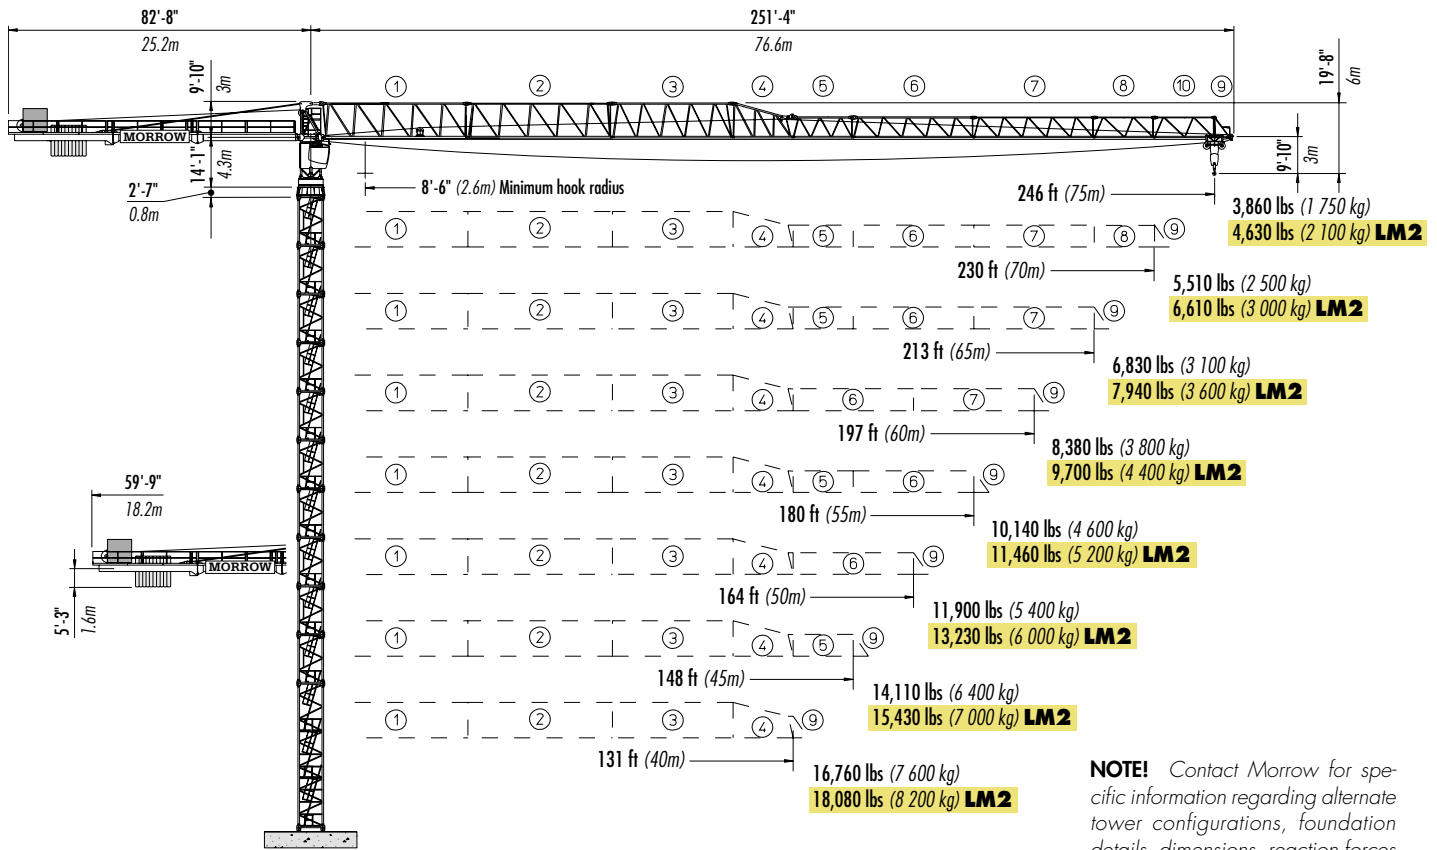 82'-8"
25.2m
251'-4"
76.6m
9'-10"
3m
① ② ③ ④ ⑤ ⑥ ⑦ ⑧ ⑩ ⑨
19'-8"
6m
MORROW
14'-1"
4.3m
9'-10"
3m
2'-7"
0.8m
8'-6" (2.6m) Minimum hook radius
246 ft (75m)
3,860 lbs (1 750 kg)
4,630 lbs (2 100 kg) LM2
① ② ③ ④ ⑤ ⑥ ⑦ ⑧ ⑨
230 ft (70m)
5,510 lbs (2 500 kg)
6,610 lbs (3 000 kg) LM2
① ② ③ ④ ⑤ ⑥ ⑦ ⑨
213 ft (65m)
6,830 lbs (3 100 kg)
7,940 lbs (3 600 kg) LM2
① ② ③ ④ ⑥ ⑦ ⑨
197 ft (60m)
8,380 lbs (3 800 kg)
9,700 lbs (4 400 kg) LM2
① ② ③ ④ ⑤ ⑥ ⑨
180 ft (55m)
10,140 lbs (4 600 kg)
11,460 lbs (5 200 kg) LM2
59'-9"
18.2m
MORROW
5'-3"
1.6m
① ② ③ ④ ⑥ ⑨
164 ft (50m)
11,900 lbs (5 400 kg)
13,230 lbs (6 000 kg) LM2
① ② ③ ④ ⑤ ⑨
148 ft (45m)
14,110 lbs (6 400 kg)
15,430 lbs (7 000 kg) LM2
① ② ③ ④ ⑨
131 ft (40m)
16,760 lbs (7 600 kg)
18,080 lbs (8 200 kg) LM2
NOTE! Contact Morrow for spe-
cific information regarding alternate
tower configurations, foundation
details, dimensions, reaction forces